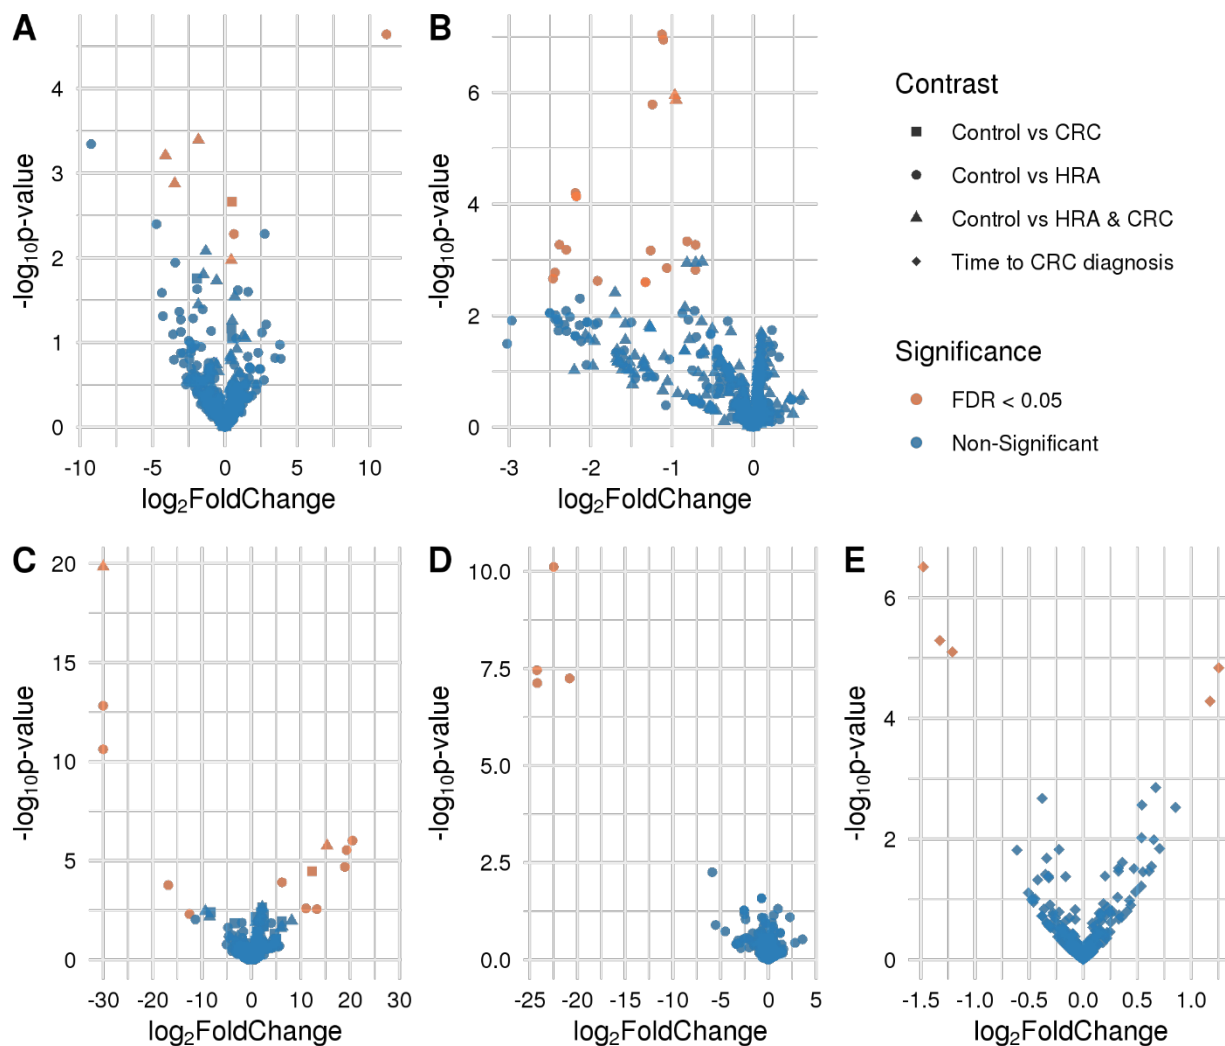 A
4
3
2
1
0
-10 -5 0 5 10
-log10p-value
log2FoldChange
B
6
4
2
0
-3 -2 -1 0
-log10p-value
log2FoldChange
Contrast
Control vs CRC
Control vs HRA
Control vs HRA & CRC
Time to CRC diagnosis
Significance
FDR < 0.05
Non-Significant
C
20
15
10
5
0
-30 -20 -10 0 10 20 30
-log10p-value
log2FoldChange
D
10.0
7.5
5.0
2.5
0.0
-25 -20 -15 -10 -5 0 5
-log10p-value
log2FoldChange
E
6
4
2
0
-1.5 -1.0 -0.5 0.0 0.5 1.0
-log10p-value
log2FoldChange